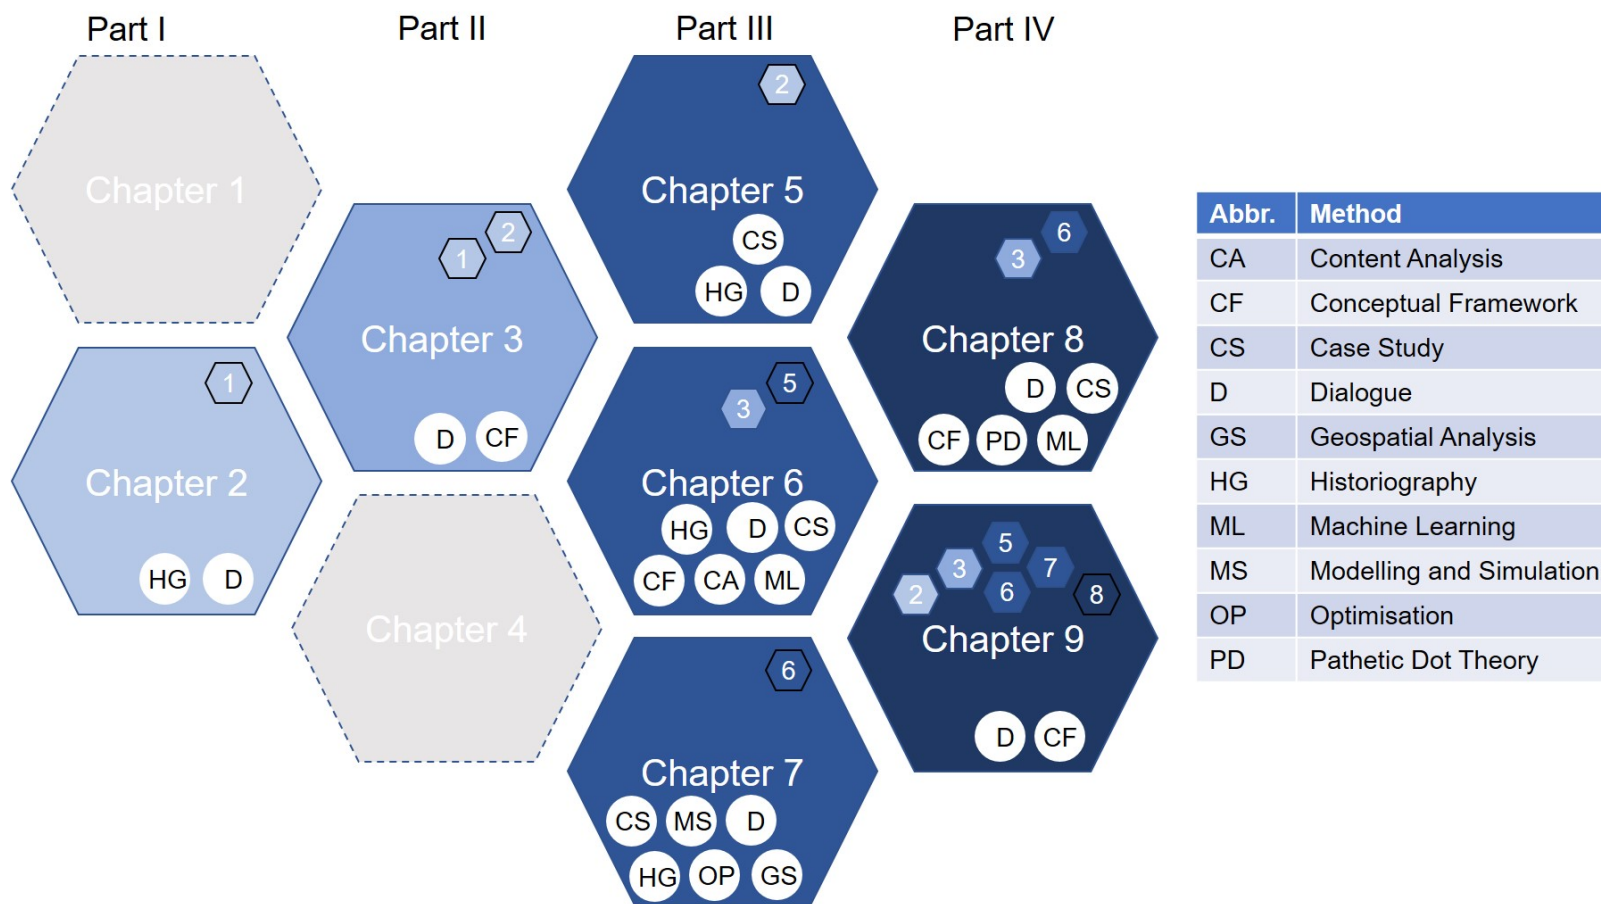 Part I
Part II
Part III
Part IV
Chapter 1
1
Chapter 2
HG D
2
1
Chapter 3
D CF
Chapter 4
2
Chapter 5
CS
HG D
5
3
Chapter 6
HG D CS
CF CA ML
6
Chapter 7
CS MS D
HG OP GS
6
3
Chapter 8
D CS
CF PD ML
5
3 7
2 6 8
Chapter 9
D CF
Abbr. Method
CA Content Analysis
CF Conceptual Framework
CS Case Study
D Dialogue
GS Geospatial Analysis
HG Historiography
ML Machine Learning
MS Modelling and Simulation
OP Optimisation
PD Pathetic Dot Theory